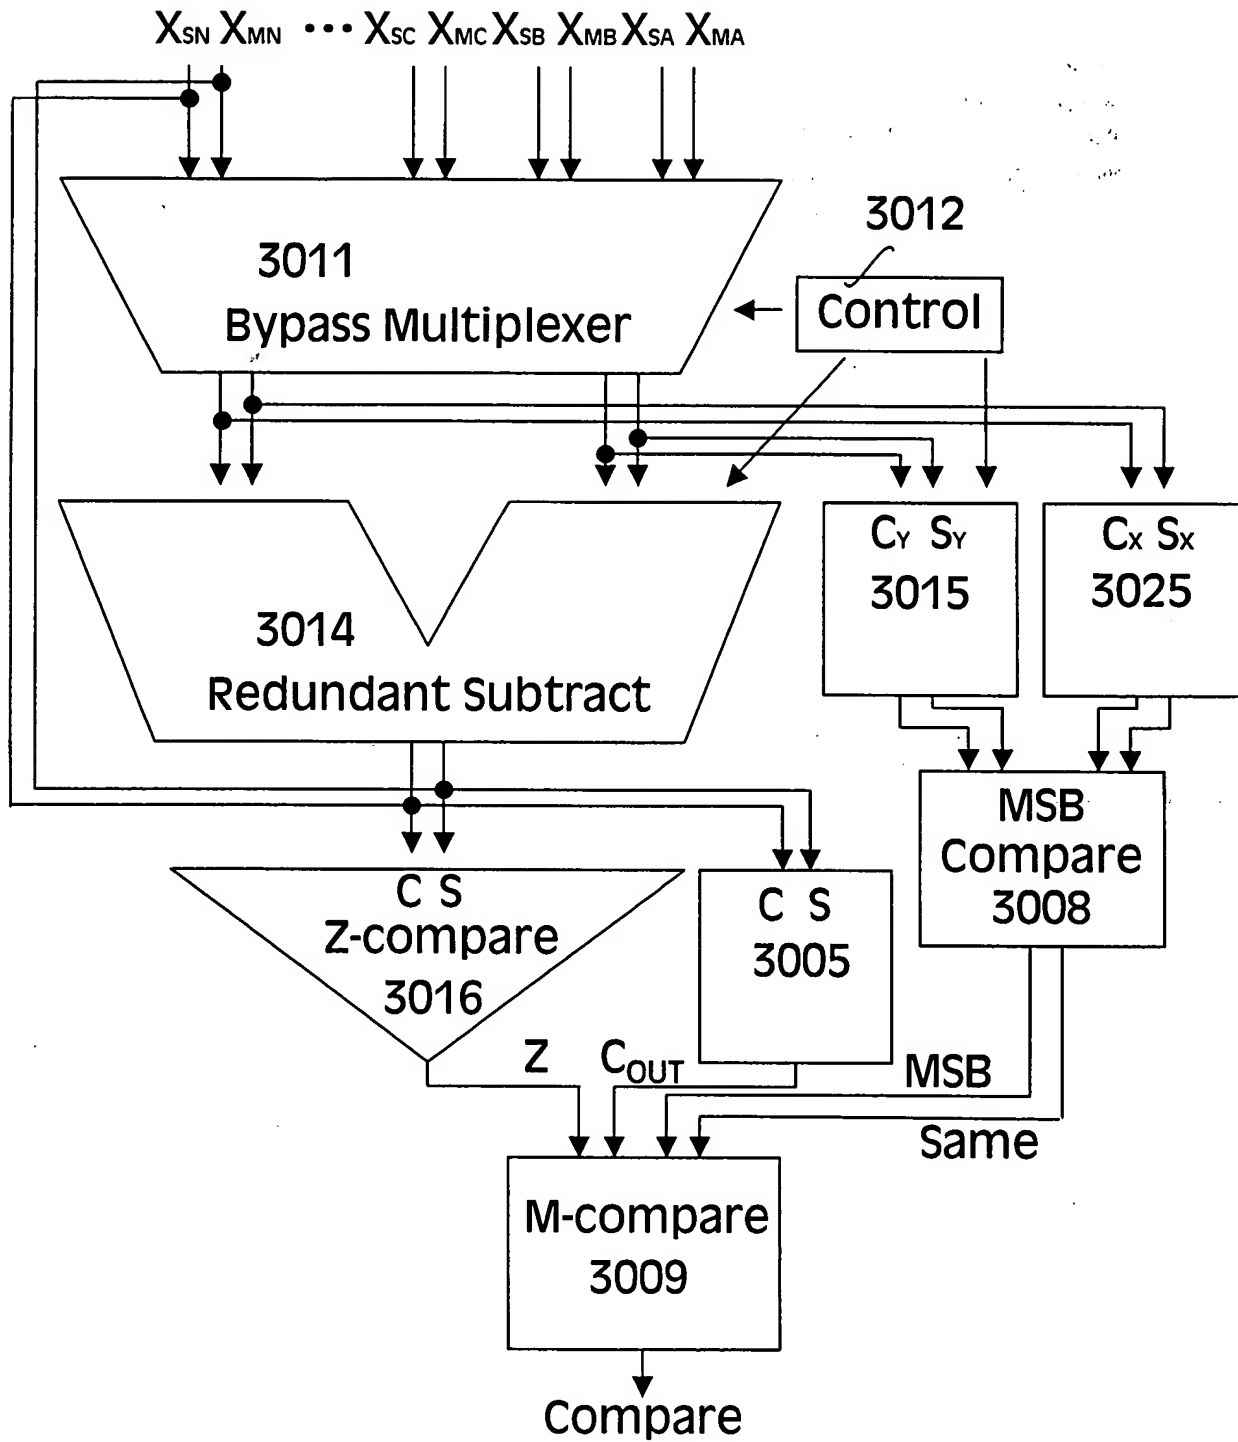 XSN XMN ••• XSC XMC XSB XMB XSA XMA
3012
3011
Bypass Multiplexer
Control
CY SY
3015
CX SX
3025
3014
Redundant Subtract
MSB
Compare
3008
C S
Z-compare
3016
C S
3005
Z
COUT
MSB
Same
M-compare
3009
Compare